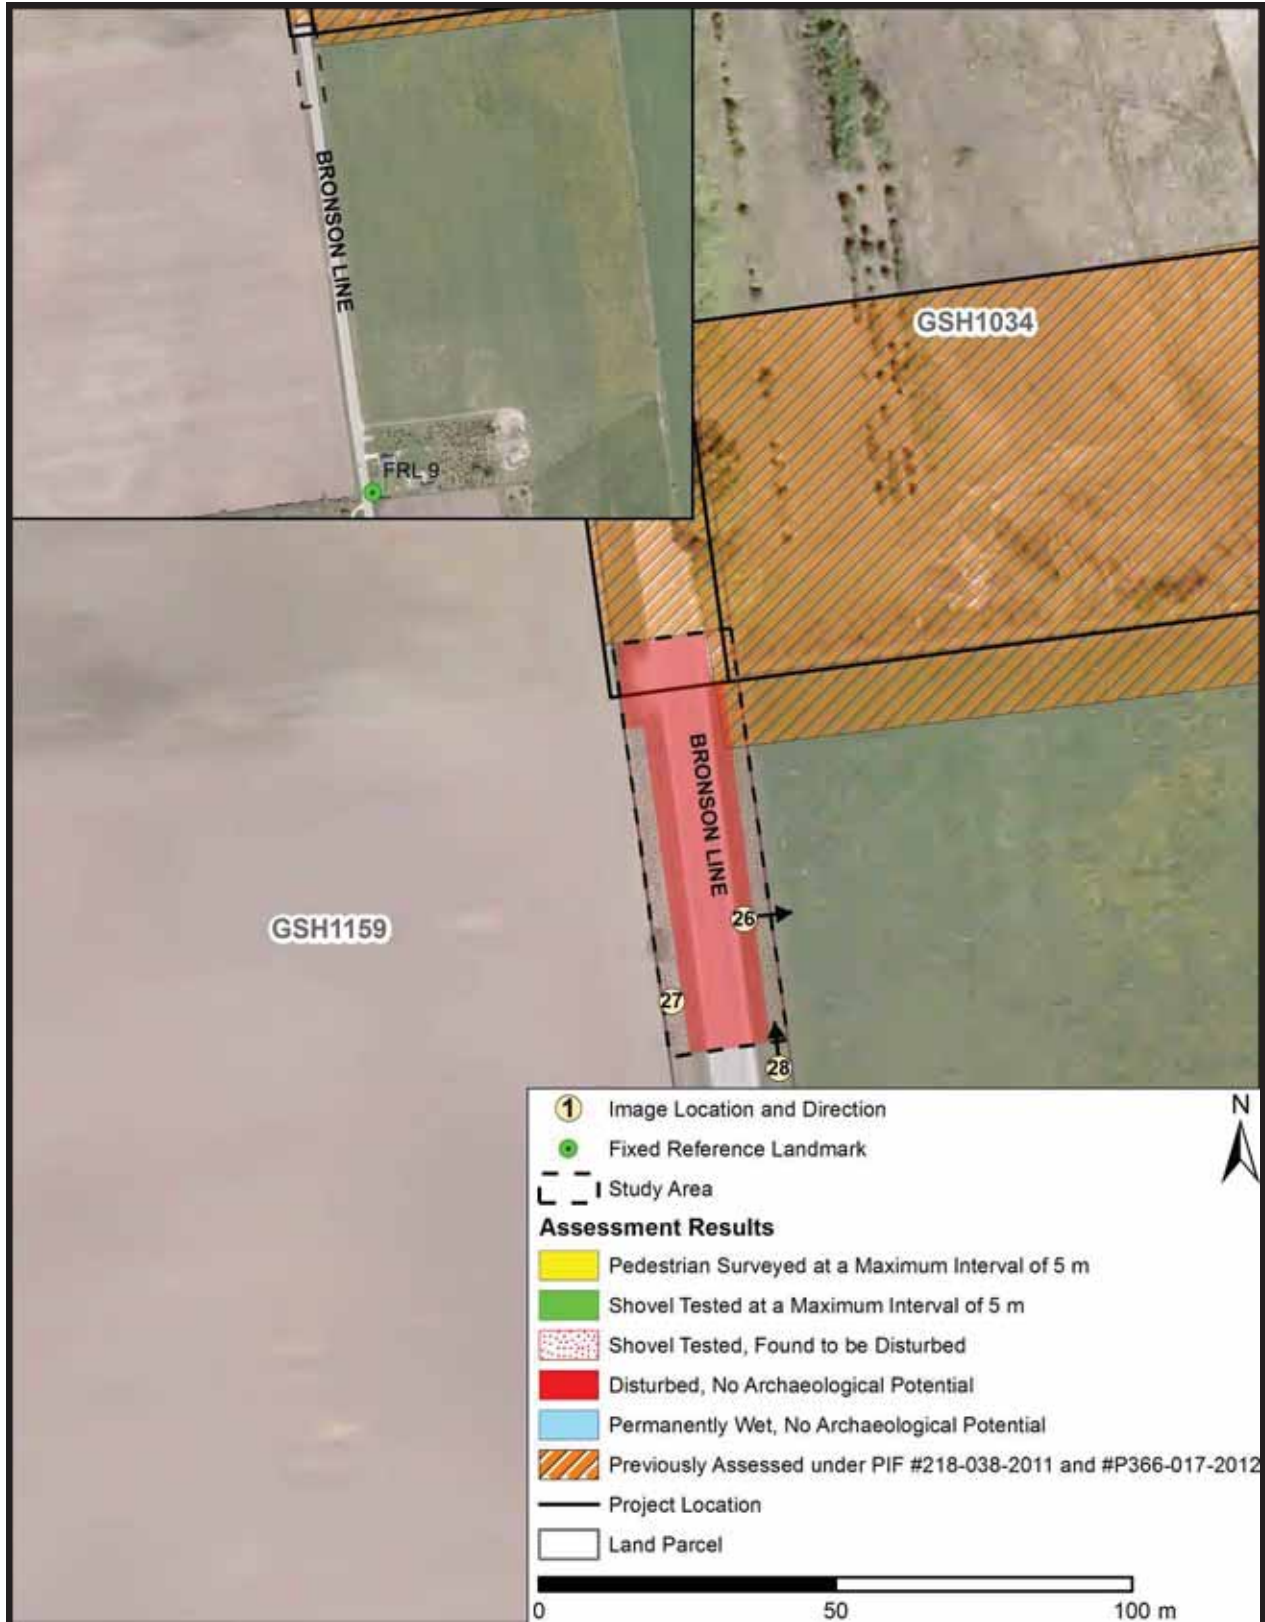 BRONSON LINE
FRL 9
GSH1034
BRONSON LINE
GSH1159
26
27
28
1 Image Location and Direction
N
Fixed Reference Landmark
Study Area
Assessment Results
Pedestrian Surveyed at a Maximum Interval of 5 m
Shovel Tested at a Maximum Interval of 5 m
Shovel Tested, Found to be Disturbed
Disturbed, No Archaeological Potential
Permanently Wet, No Archaeological Potential
Previously Assessed under PIF #218-038-2011 and #P366-017-2012
Project Location
Land Parcel
0 50 100 m